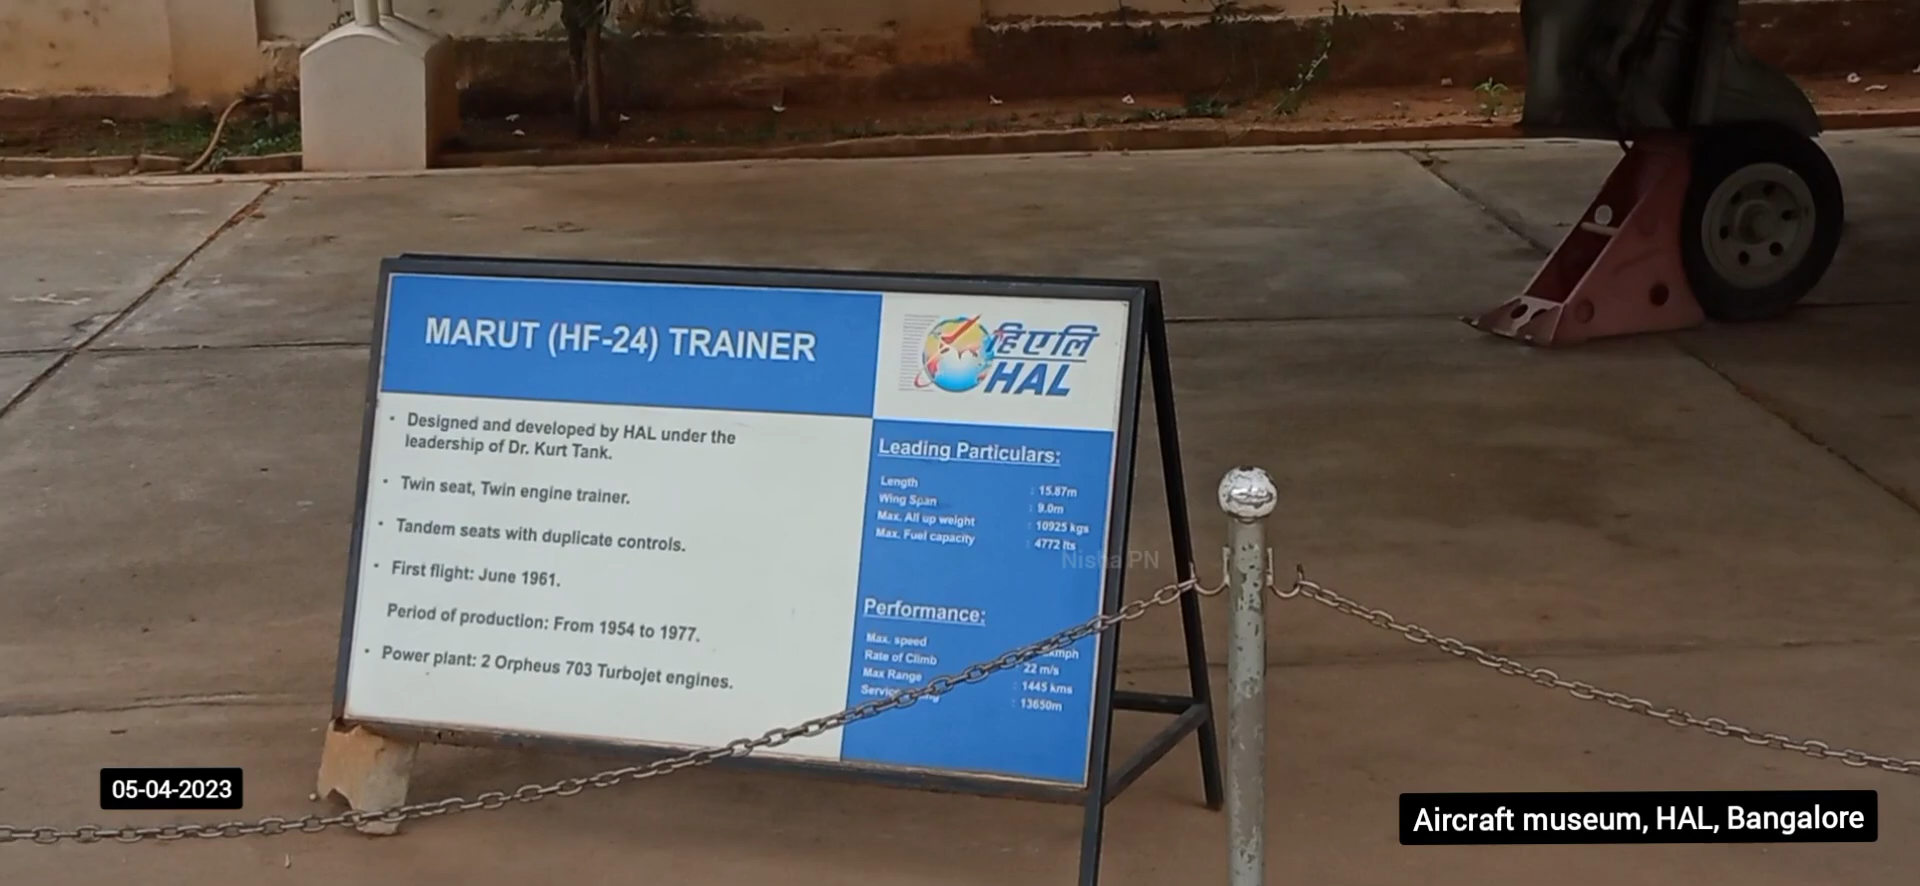 MARUT (HF-24) TRAINER
हिएलि
HAL
• Designed and developed by HAL under the
leadership of Dr. Kurt Tank.
• Twin seat, Twin engine trainer.
• Tandem seats with duplicate controls.
• First flight: June 1961.
Period of production: From 1954 to 1977.
• Power plant: 2 Orpheus 703 Turbojet engines.
Leading Particulars:
Length : 15.87m
Wing Span : 9.0m
Max. All up weight : 10925 kgs
Max. Fuel capacity : 4772 lts
Nisha PN
Performance:
Max. speed kmph
Rate of Climb : 22 m/s
Max Range : 1445 kms
: 13650m
05-04-2023
Aircraft museum, HAL, Bangalore